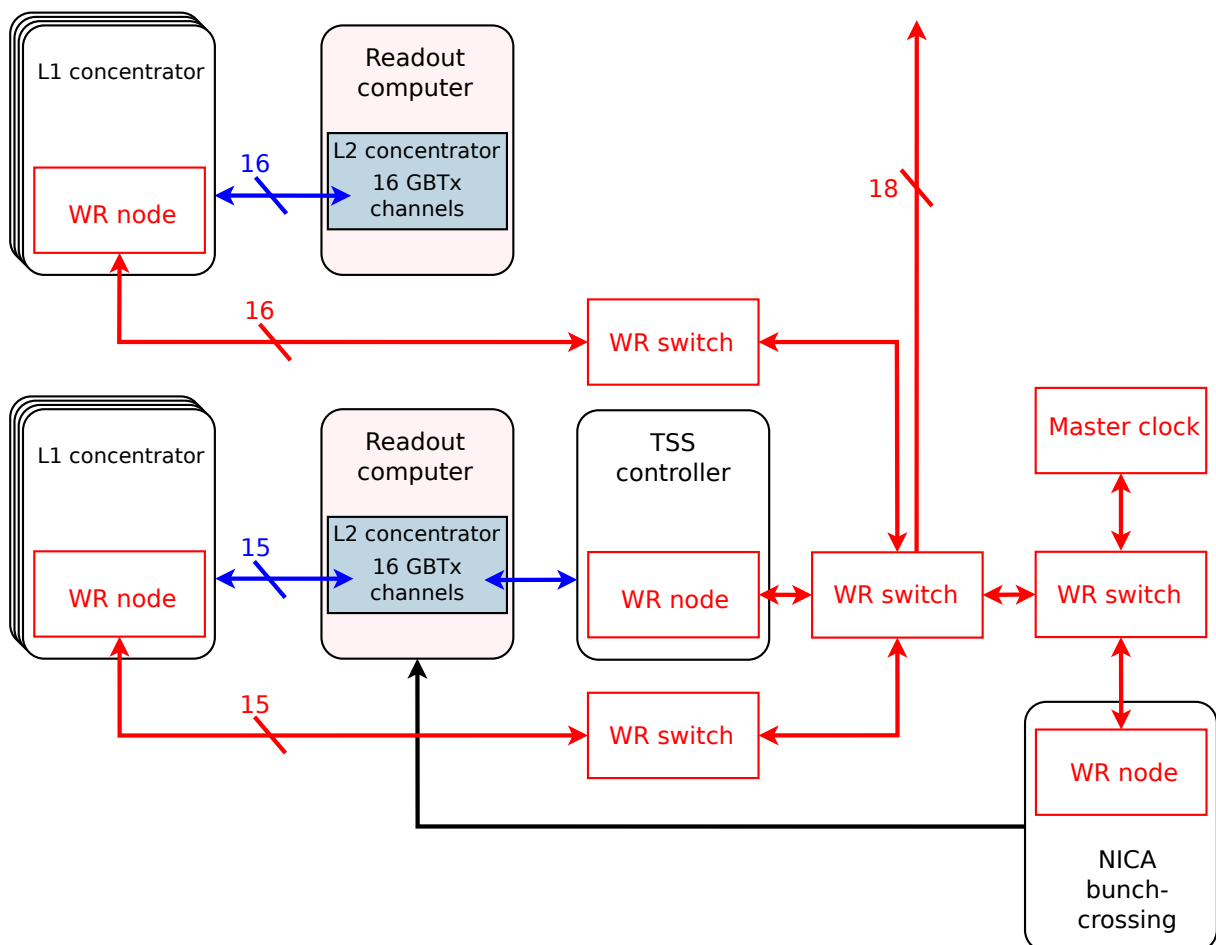 L1 concentrator
WR node
16
Readout
computer
L2 concentrator
16 GBTx
channels
18
16
WR switch
L1 concentrator
WR node
15
Readout
computer
L2 concentrator
16 GBTx
channels
TSS
controller
WR node
WR switch
Master clock
WR switch
15
WR switch
WR node
NICA
bunch-
crossing